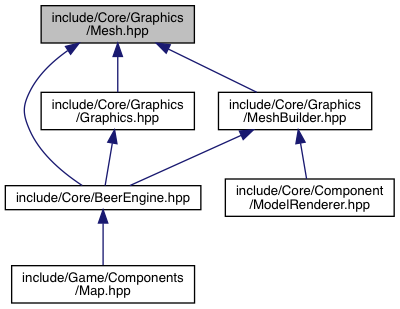 include/Core/Graphics
/Mesh.hpp
include/Core/Graphics
/Graphics.hpp
include/Core/Graphics
/MeshBuilder.hpp
include/Core/BeerEngine.hpp
include/Core/Component
/ModelRenderer.hpp
include/Game/Components
/Map.hpp